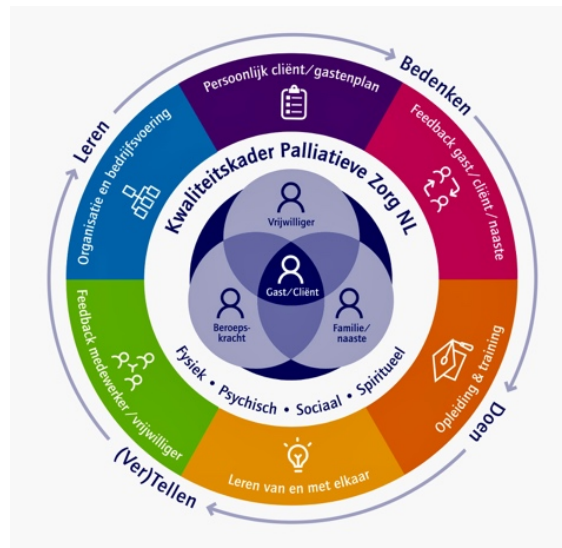 Bedenken
Doen
(Ver)Tellen
Leren
Persoonlijk cliënt/gastenplan
Feedback gast/cliënt/naaste
Opleiding & training
Leren van en met elkaar
Feedback medewerker/vrijwilliger
Organisatie en bedrijfsvoering
Kwaliteitskader Palliatieve Zorg NL
Fysiek • Psychisch • Sociaal • Spiritueel
Vrijwilliger
Gast/Cliënt
Beroeps-
kracht
Familie/
naaste